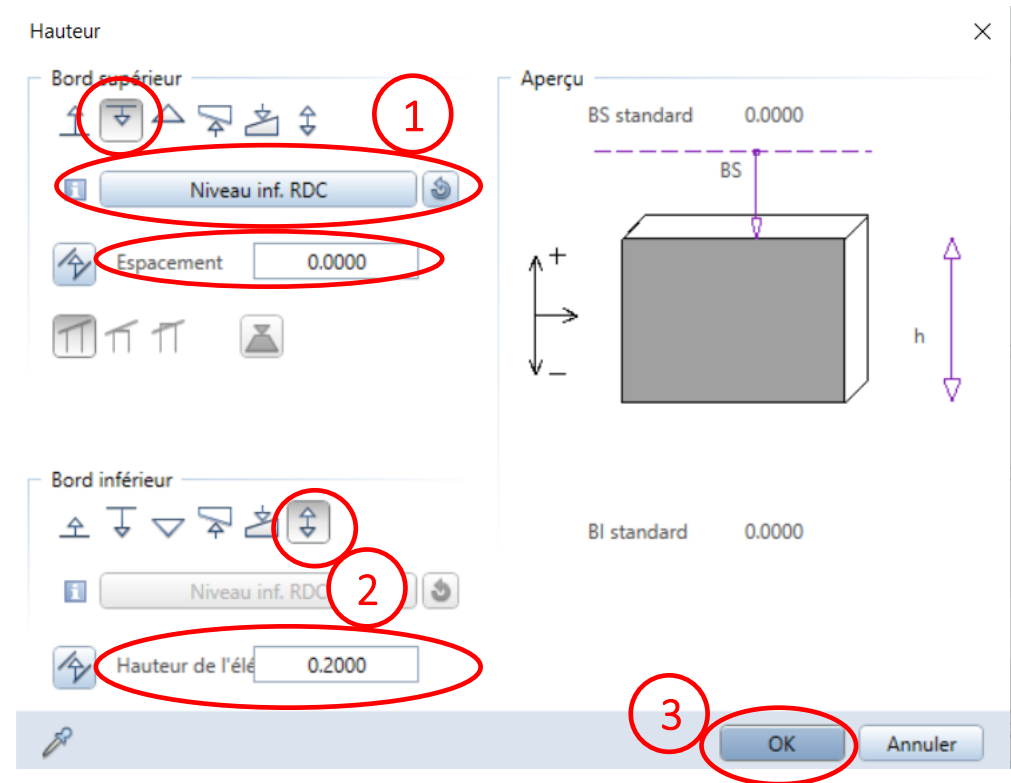 Hauteur
Bord supérieur
1
Niveau inf. RDC
Espacement 0.0000
Aperçu
BS standard 0.0000
BS
+
−
h
Bord inférieur
2
Niveau inf. RDC
Hauteur de l'élé 0.2000
BI standard 0.0000
3
OK Annuler